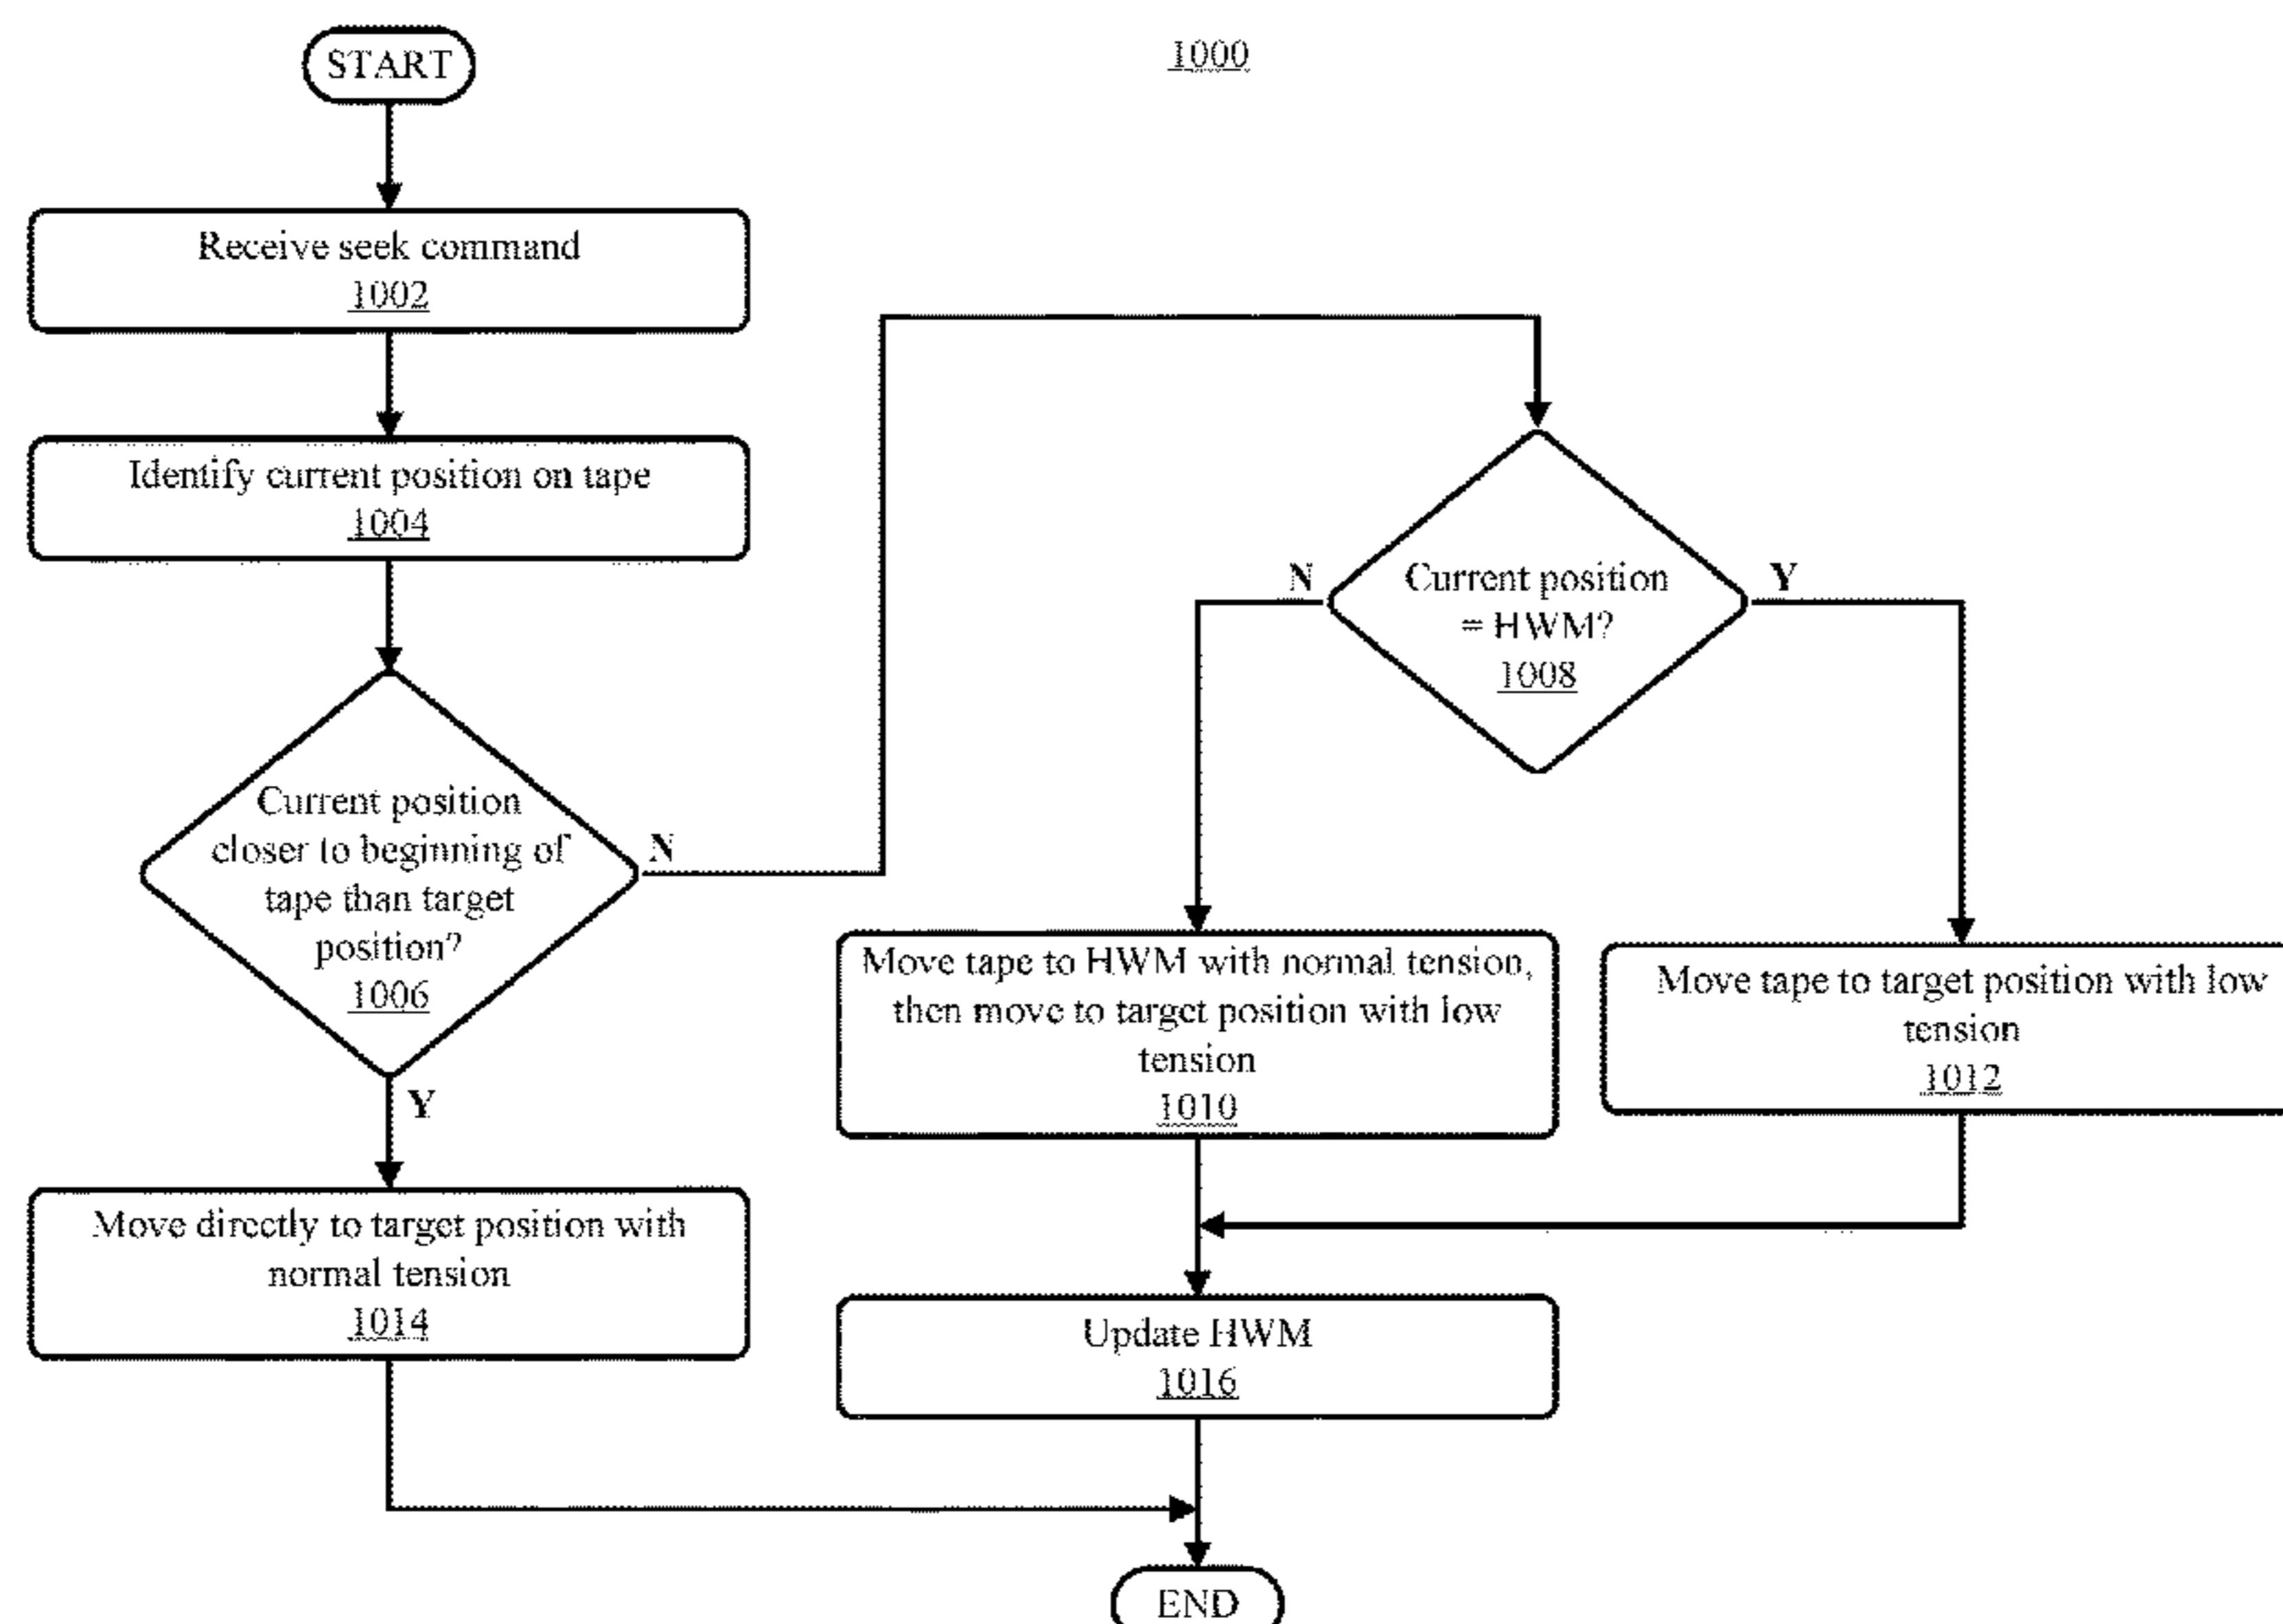 START
1000
Receive seek command
1002
Identify current position on tape
1004
Current position
closer to beginning of
tape than target
position?
1006
N
Y
Current position
= HWM?
1008
N
Y
Move tape to HWM with normal tension,
then move to target position with low
tension
1010
Move tape to target position with low
tension
1012
Move directly to target position with
normal tension
1014
Update HWM
1016
END